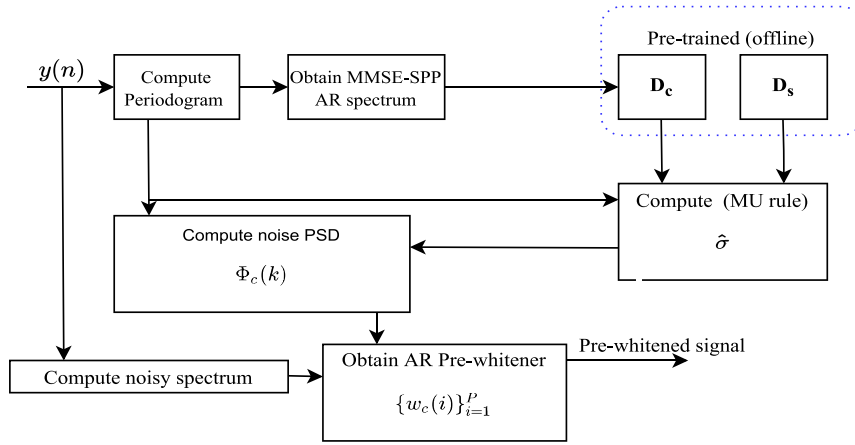 Pre-trained (offline)
y(n)
Compute
Periodogram
Obtain MMSE-SPP
AR spectrum
D_c
D_s
Compute (MU rule)
σ̂
Compute noise PSD
Φ_c(k)
Obtain AR Pre-whitener
{w_c(i)}_{i=1}^P
Pre-whitened signal
Compute noisy spectrum